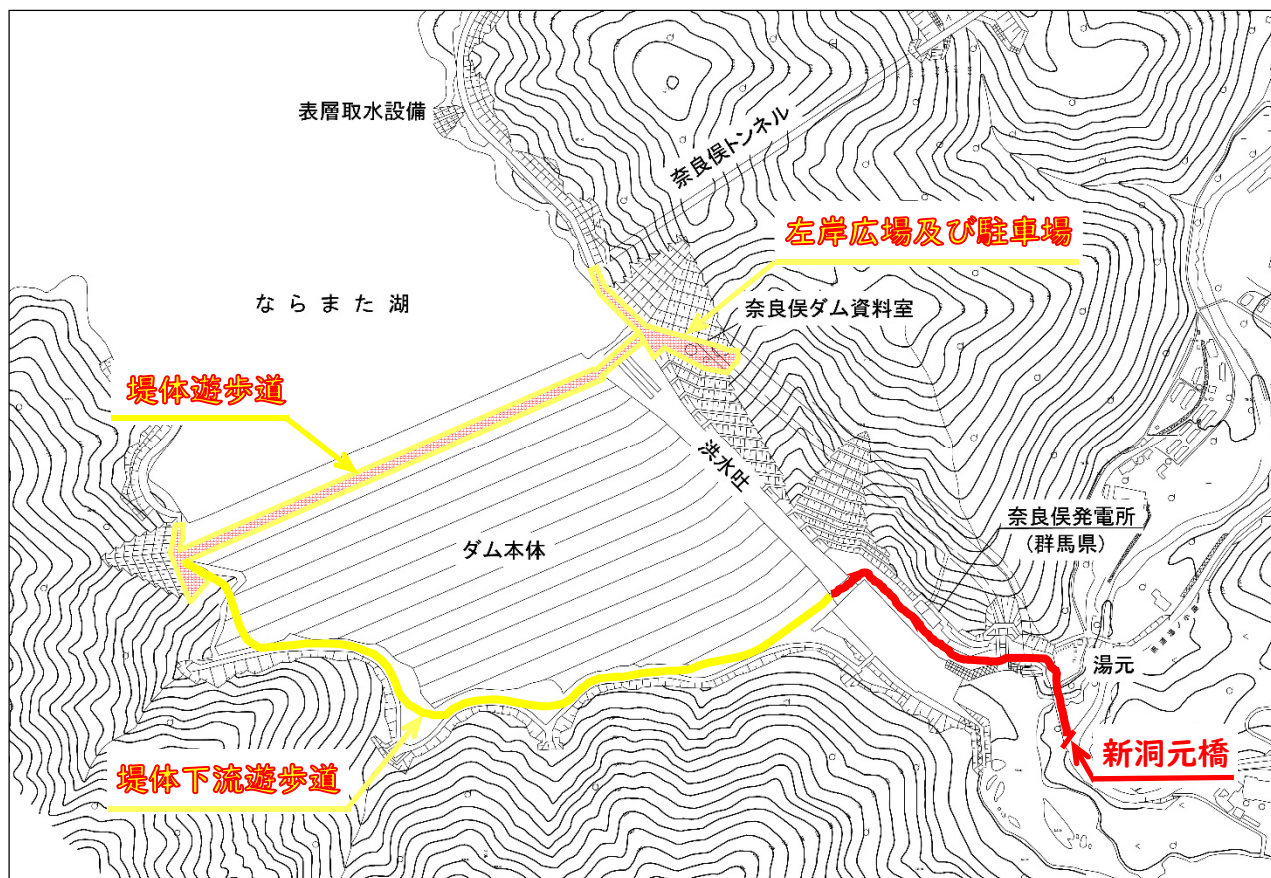 表層取水設備
奈良俣トンネル
左岸広場及び駐車場
ならまた湖
奈良俣ダム資料室
堤体遊歩道
洪水吐
奈良俣発電所
(群馬県)
ダム本体
湯元
新洞元橋
堤体下流遊歩道